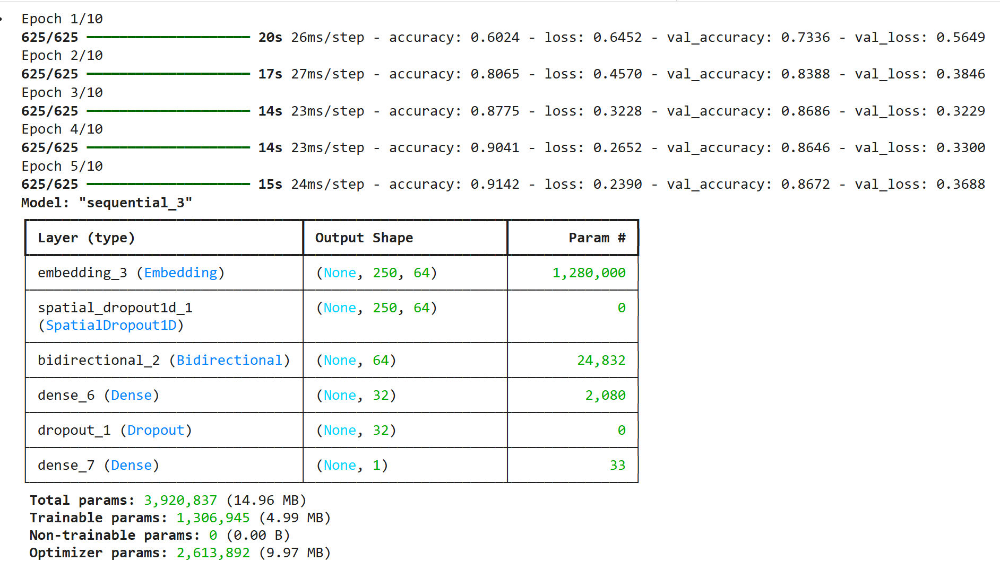 Epoch 1/10
625/625 20s 26ms/step - accuracy: 0.6024 - loss: 0.6452 - val_accuracy: 0.7336 - val_loss: 0.5649
Epoch 2/10
625/625 17s 27ms/step - accuracy: 0.8065 - loss: 0.4570 - val_accuracy: 0.8388 - val_loss: 0.3846
Epoch 3/10
625/625 14s 23ms/step - accuracy: 0.8775 - loss: 0.3228 - val_accuracy: 0.8686 - val_loss: 0.3229
Epoch 4/10
625/625 14s 23ms/step - accuracy: 0.9041 - loss: 0.2652 - val_accuracy: 0.8646 - val_loss: 0.3300
Epoch 5/10
625/625 15s 24ms/step - accuracy: 0.9142 - loss: 0.2390 - val_accuracy: 0.8672 - val_loss: 0.3688
Model: "sequential_3"
Layer (type) Output Shape Param #
embedding_3 (Embedding) (None, 250, 64) 1,280,000
spatial_dropout1d_1 (None, 250, 64) 0
(SpatialDropout1D)
bidirectional_2 (Bidirectional) (None, 64) 24,832
dense_6 (Dense) (None, 32) 2,080
dropout_1 (Dropout) (None, 32) 0
dense_7 (Dense) (None, 1) 33
Total params: 3,920,837 (14.96 MB)
Trainable params: 1,306,945 (4.99 MB)
Non-trainable params: 0 (0.00 B)
Optimizer params: 2,613,892 (9.97 MB)